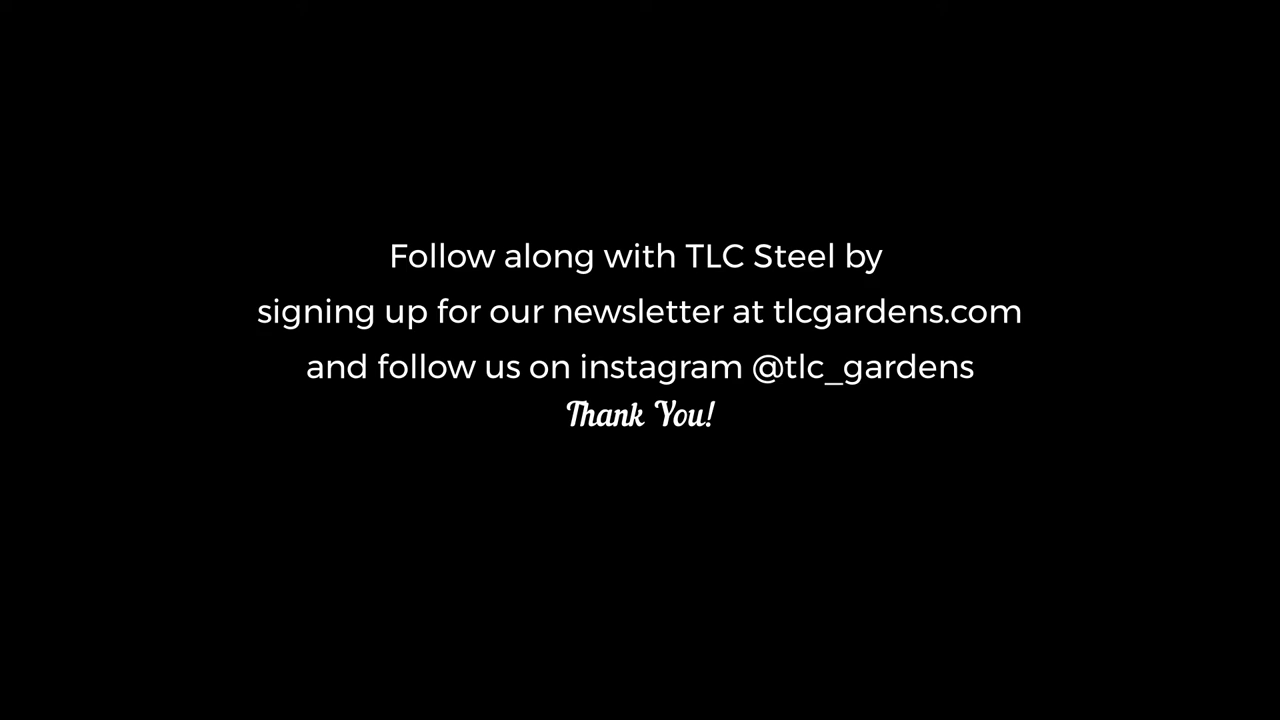 Follow along with TLC Steel by
signing up for our newsletter at tlcgardens.com
and follow us on instagram @tlc_gardens
Thank You!